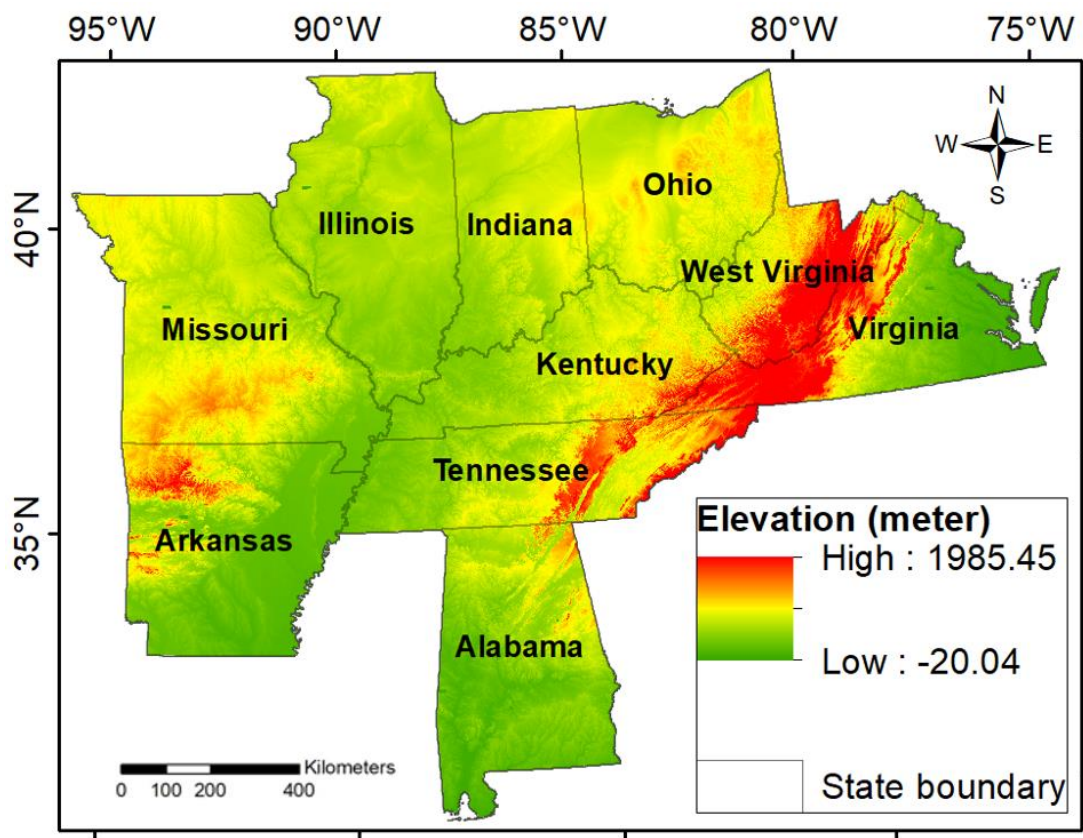 95°W 90°W 85°W 80°W 75°W
N
W E
S
40°N
35°N
Ohio
Illinois
Indiana
West Virginia
Missouri
Virginia
Kentucky
Tennessee
Arkansas
Alabama
Elevation (meter)
High : 1985.45
Low : -20.04
State boundary
Kilometers
0 100 200 400